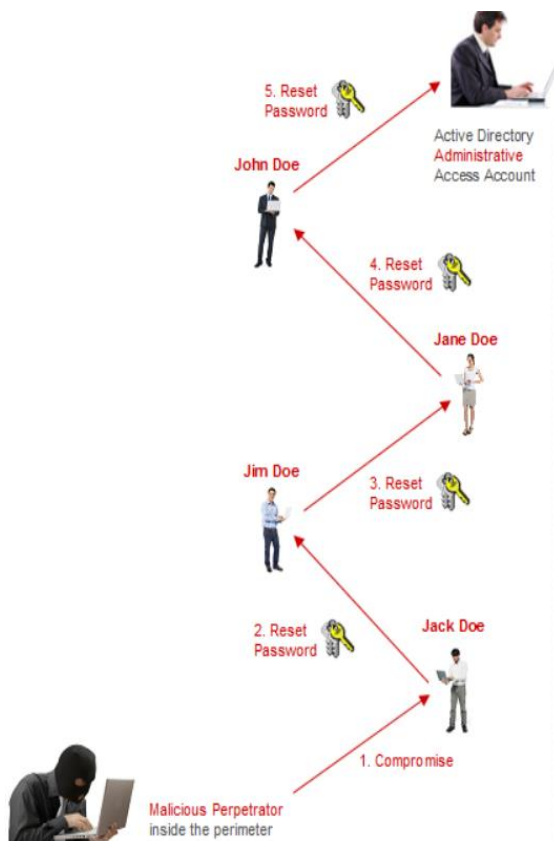 5. Reset
Password
Active Directory
Administrative
Access Account
John Doe
4. Reset
Password
Jane Doe
Jim Doe
3. Reset
Password
2. Reset
Password
Jack Doe
1. Compromise
Malicious Perpetrator
inside the perimeter